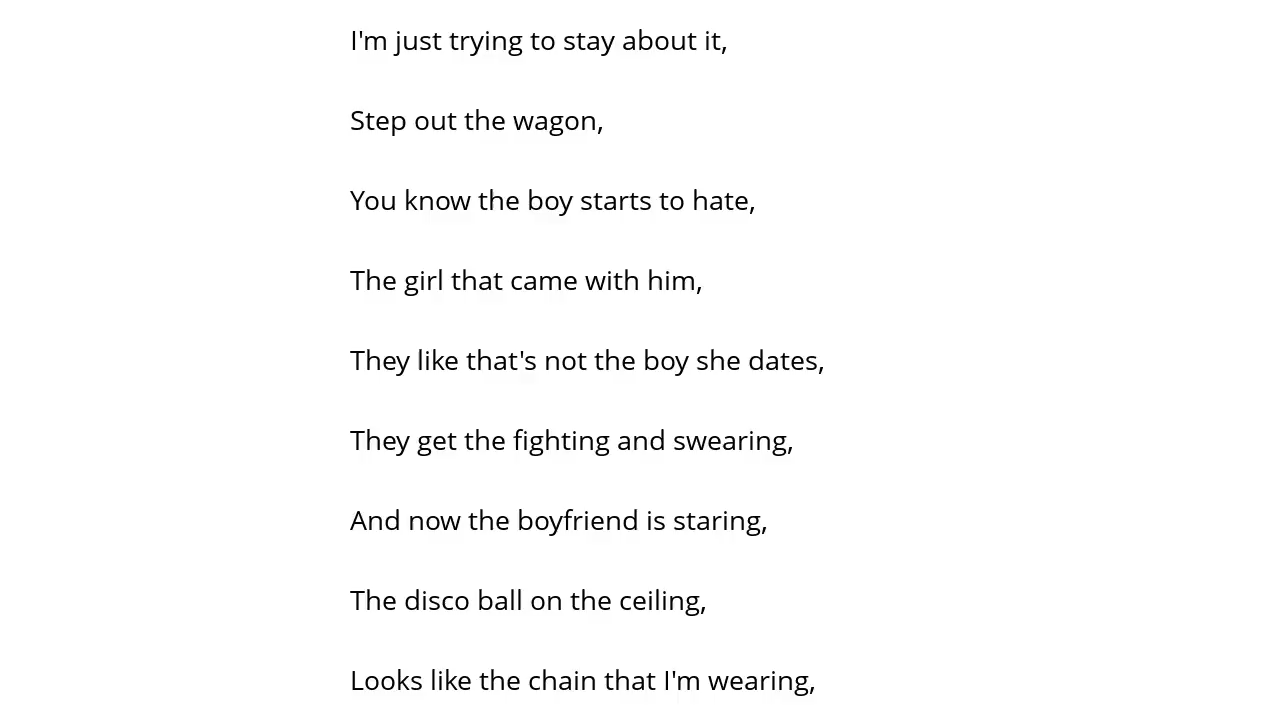 I'm just trying to stay about it,
Step out the wagon,
You know the boy starts to hate,
The girl that came with him,
They like that's not the boy she dates,
They get the fighting and swearing,
And now the boyfriend is staring,
The disco ball on the ceiling,
Looks like the chain that I'm wearing,